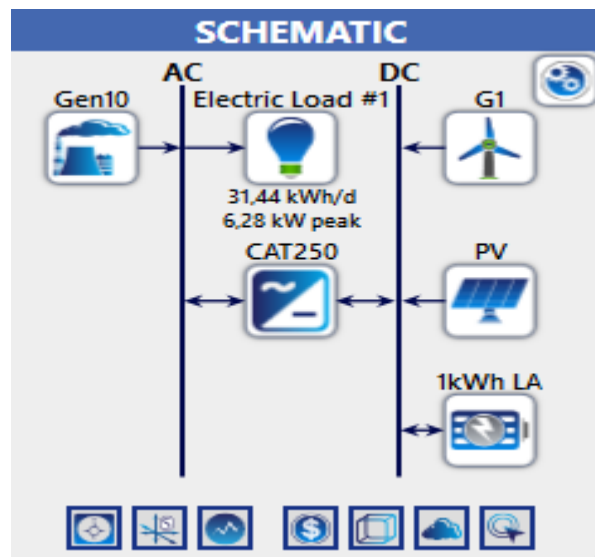 SCHEMATIC
AC
DC
Gen10
Electric Load #1
G1
31,44 kWh/d
6,28 kW peak
CAT250
PV
1kWh LA